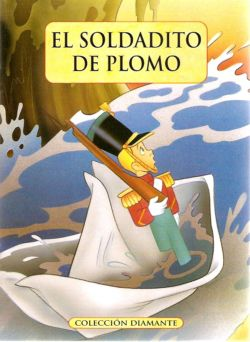 EL SOLDADITO
DE PLOMO
COLECCIÓN DIAMANTE